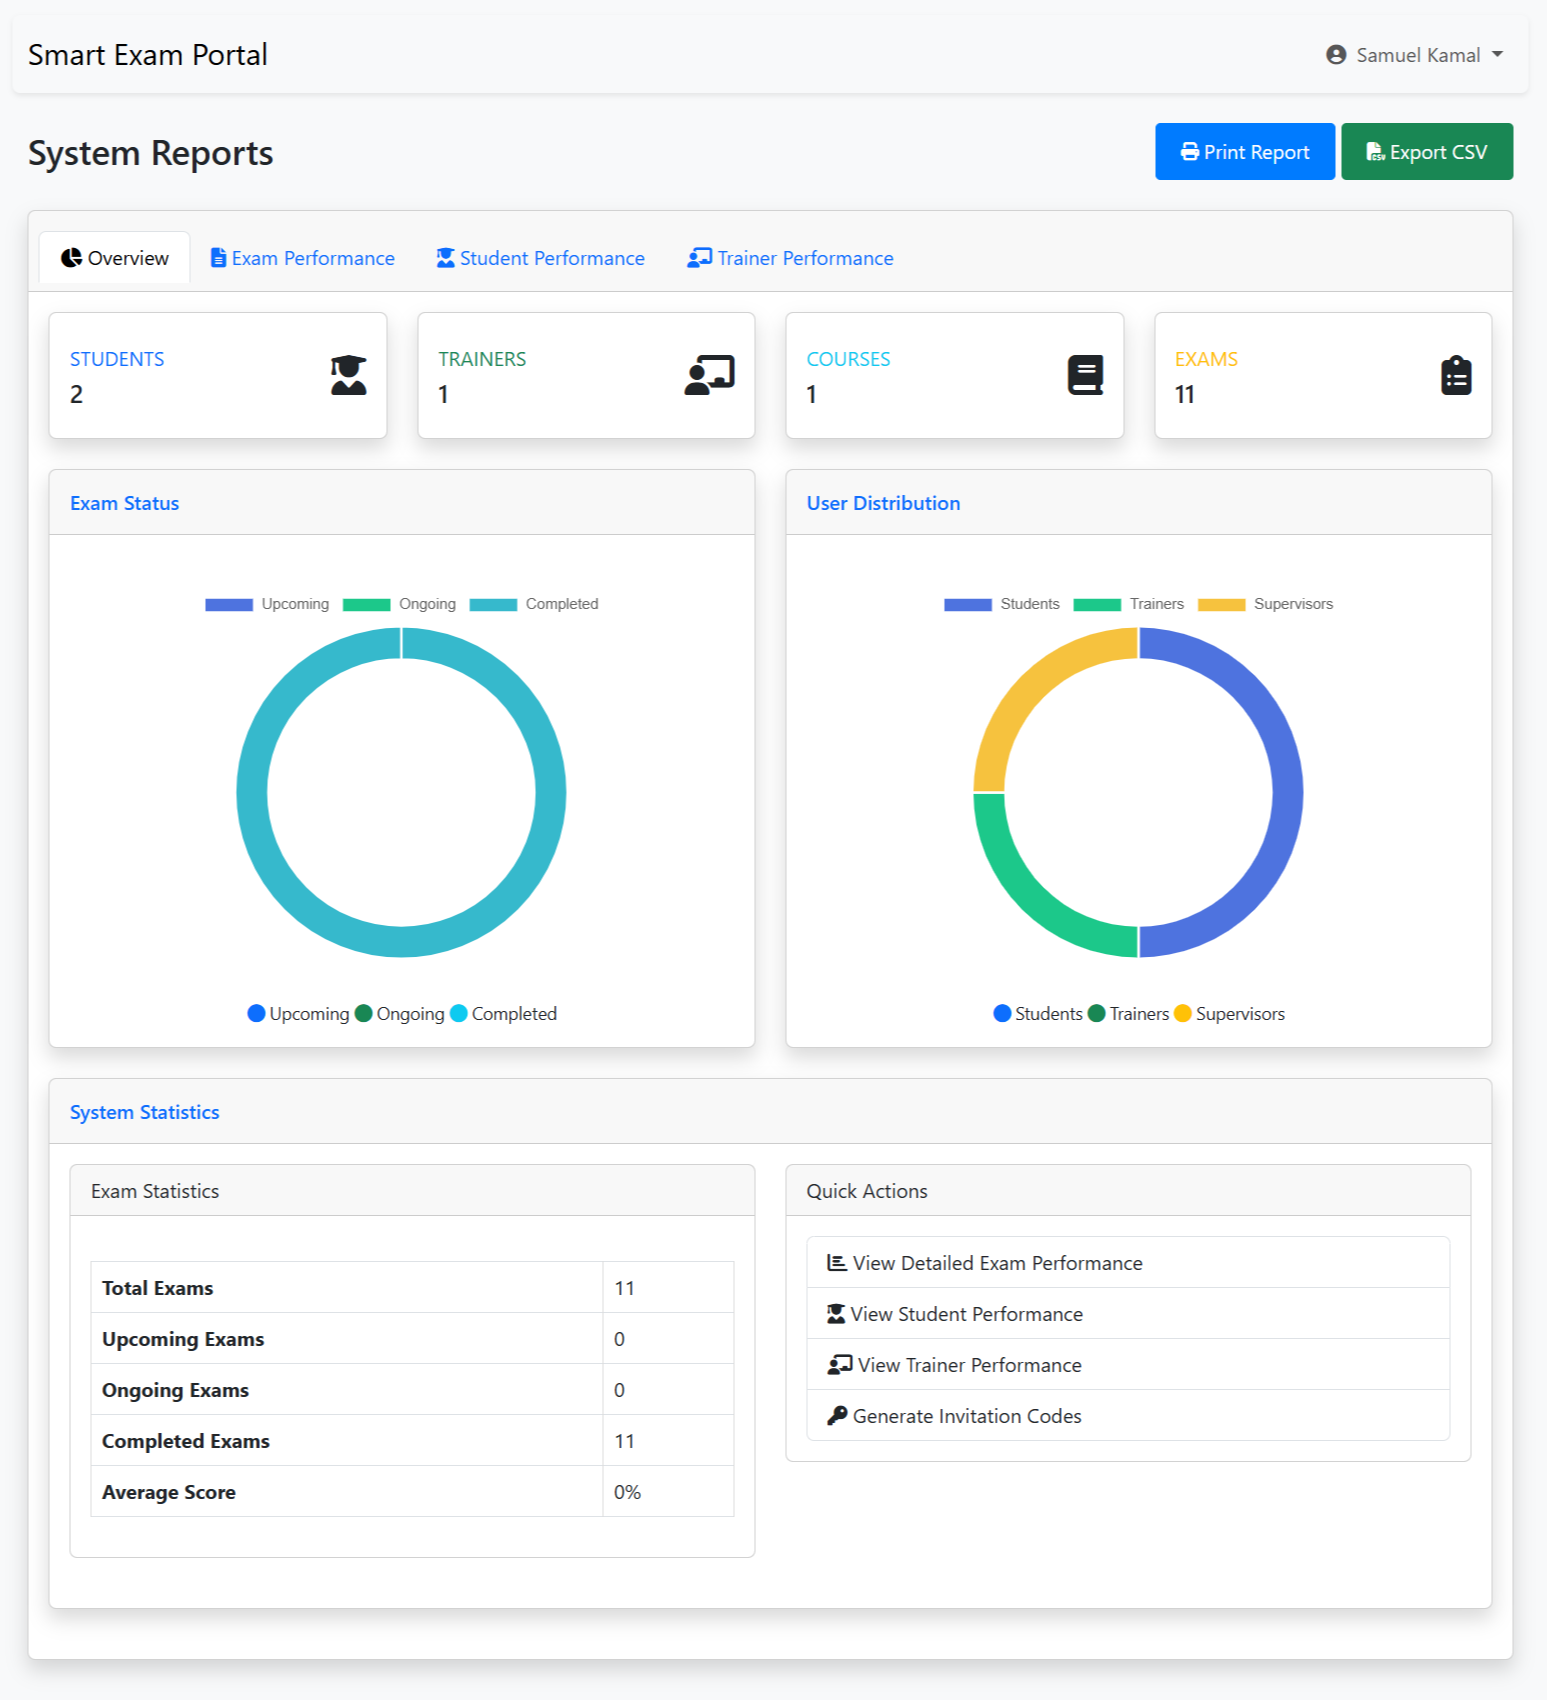 Smart Exam Portal
Samuel Kamal
System Reports
Print Report
Export CSV
Overview
Exam Performance
Student Performance
Trainer Performance
STUDENTS
2
TRAINERS
1
COURSES
1
EXAMS
11
Exam Status
Upcoming Ongoing Completed
Upcoming Ongoing Completed
User Distribution
Students Trainers Supervisors
Students Trainers Supervisors
System Statistics
Exam Statistics
Total Exams 11
Upcoming Exams 0
Ongoing Exams 0
Completed Exams 11
Average Score 0%
Quick Actions
View Detailed Exam Performance
View Student Performance
View Trainer Performance
Generate Invitation Codes